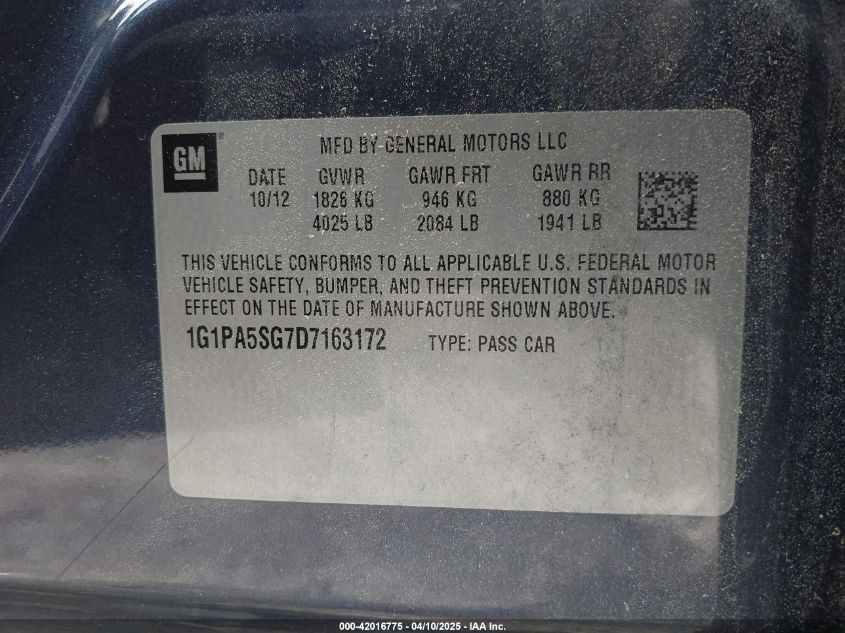 GM ®
MFD BY GENERAL MOTORS LLC
DATE GVWR GAWR FRT GAWR RR
10/12 1826 KG 946 KG 880 KG
4025 LB 2084 LB 1941 LB
THIS VEHICLE CONFORMS TO ALL APPLICABLE U.S. FEDERAL MOTOR
VEHICLE SAFETY, BUMPER, AND THEFT PREVENTION STANDARDS IN
EFFECT ON THE DATE OF MANUFACTURE SHOWN ABOVE.
1G1PA5SG7D7163172 TYPE: PASS CAR
000-42016775 - 04/10/2025 - IAA Inc.